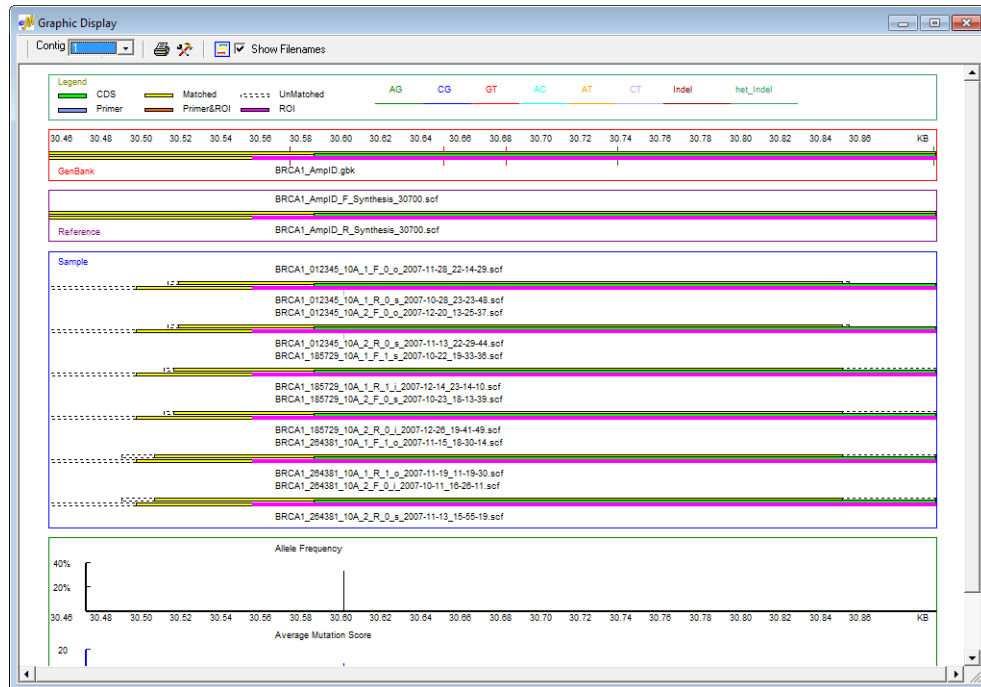 Graphic Display
Contig 1 Show Filenames
Legend
CDS Matched UnMatched AG CG GT AC AT CT Indel het_Indel
Primer Primer&ROI ROI
30.46 30.48 30.50 30.52 30.54 30.56 30.58 30.60 30.62 30.64 30.66 30.68 30.70 30.72 30.74 30.76 30.78 30.80 30.82 30.84 30.86 KB
GenBank BRCA1_AmpID.gbk
BRCA1_AmpID_F_Synthesis_30700.scf
Reference BRCA1_AmpID_R_Synthesis_30700.scf
Sample
BRCA1_012345_10A_1_F_0_o_2007-11-28_22-14-29.scf
BRCA1_012345_10A_1_R_0_s_2007-10-28_23-23-48.scf
BRCA1_012345_10A_2_F_0_o_2007-12-20_13-25-37.scf
BRCA1_012345_10A_2_R_0_s_2007-11-13_22-29-44.scf
BRCA1_185729_10A_1_F_1_s_2007-10-22_19-33-36.scf
BRCA1_185729_10A_1_R_1_i_2007-12-14_23-14-10.scf
BRCA1_185729_10A_2_F_0_s_2007-10-23_18-13-39.scf
BRCA1_185729_10A_2_R_0_i_2007-12-26_19-41-49.scf
BRCA1_264381_10A_1_F_1_o_2007-11-15_18-30-14.scf
BRCA1_264381_10A_1_R_1_o_2007-11-19_11-19-30.scf
BRCA1_264381_10A_2_F_0_i_2007-10-11_16-26-11.scf
BRCA1_264381_10A_2_R_0_s_2007-11-13_15-55-19.scf
Allele Frequency
40%
20%
30.46 30.48 30.50 30.52 30.54 30.56 30.58 30.60 30.62 30.64 30.66 30.68 30.70 30.72 30.74 30.76 30.78 30.80 30.82 30.84 30.86 KB
Average Mutation Score
20